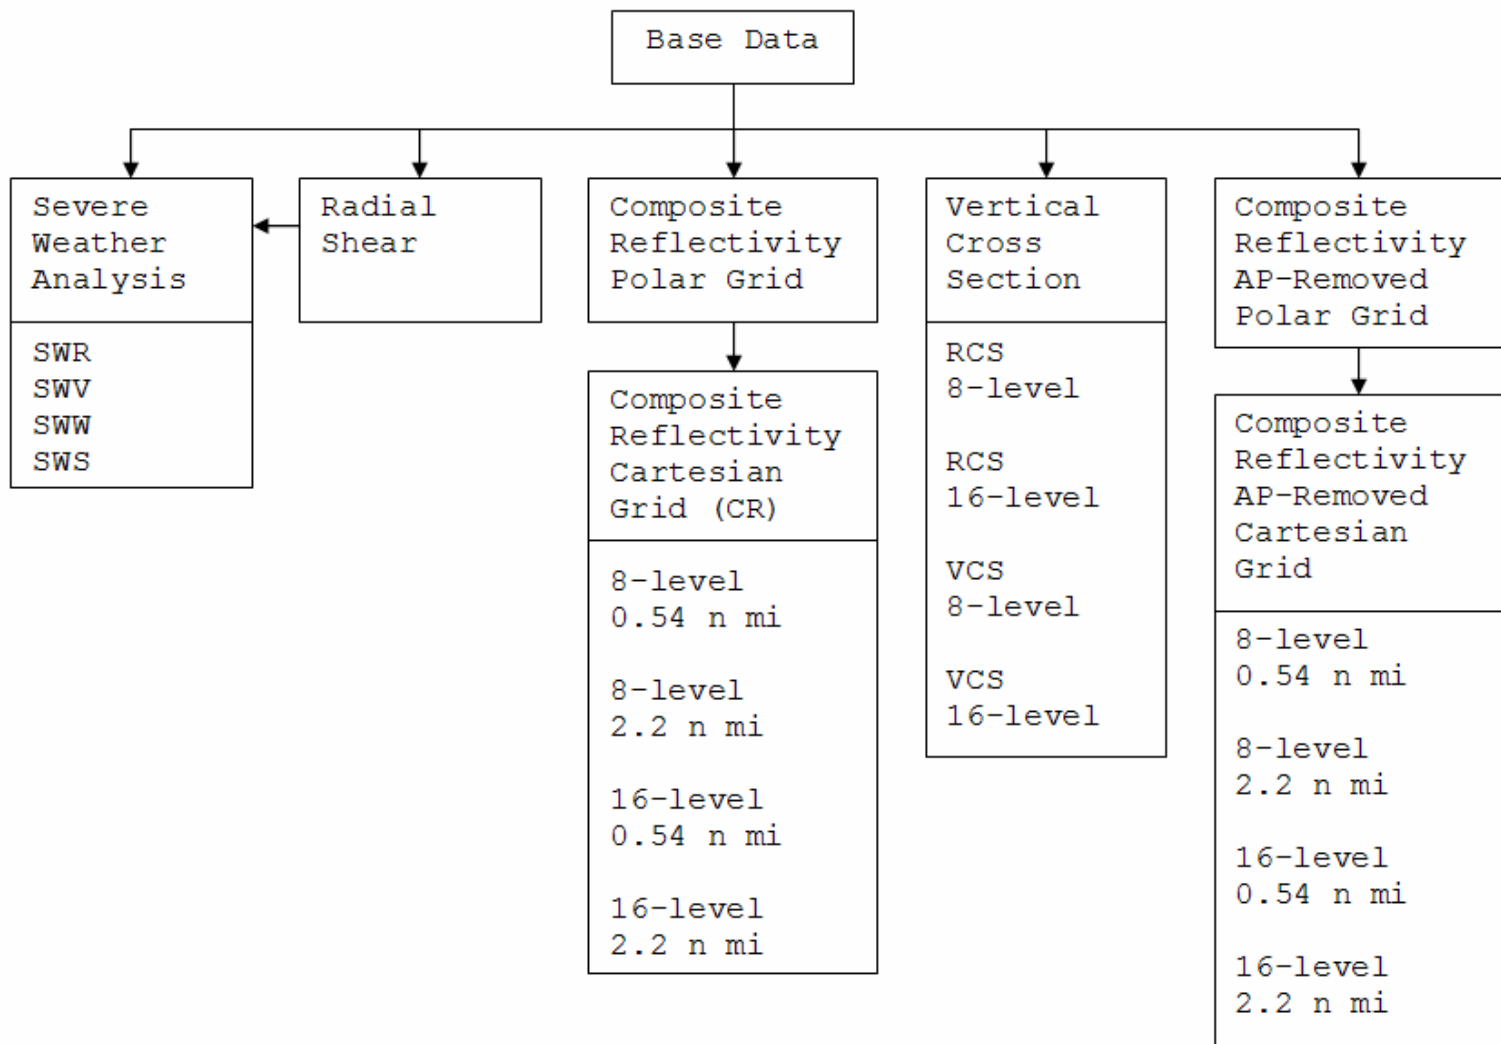 Base Data
Severe
Weather
Analysis
SWR
SWV
SWW
SWS
Radial
Shear
Composite
Reflectivity
Polar Grid
Composite
Reflectivity
Cartesian
Grid (CR)
8-level
0.54 n mi
8-level
2.2 n mi
16-level
0.54 n mi
16-level
2.2 n mi
Vertical
Cross
Section
RCS
8-level
RCS
16-level
VCS
8-level
VCS
16-level
Composite
Reflectivity
AP-Removed
Polar Grid
Composite
Reflectivity
AP-Removed
Cartesian
Grid
8-level
0.54 n mi
8-level
2.2 n mi
16-level
0.54 n mi
16-level
2.2 n mi